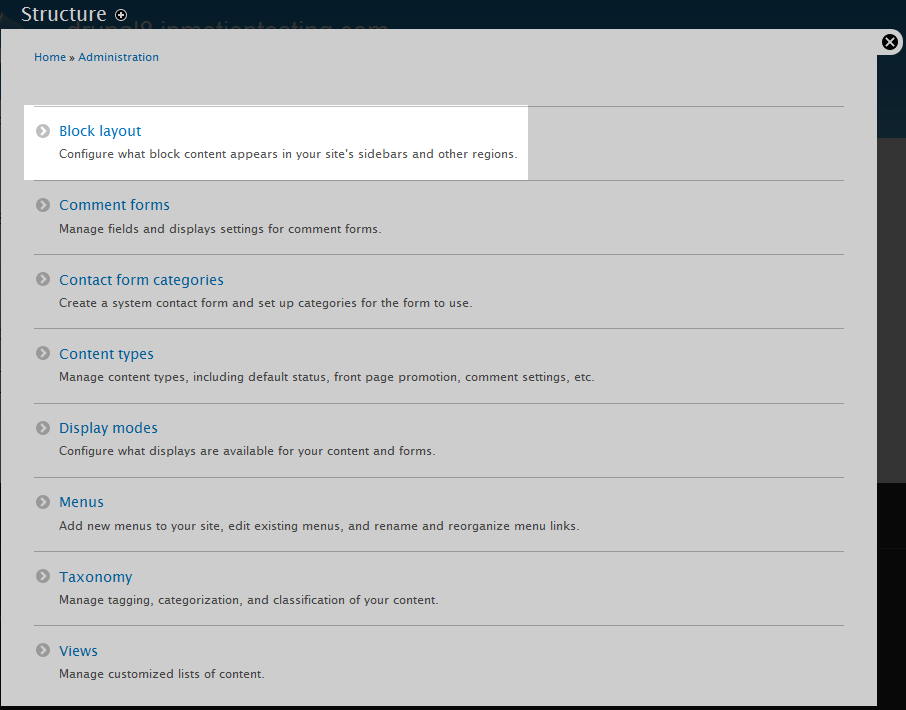 Structure
drupal8.inmotiontesting.com
Home » Administration
Block layout
Configure what block content appears in your site's sidebars and other regions.
Comment forms
Manage fields and displays settings for comment forms.
Contact form categories
Create a system contact form and set up categories for the form to use.
Content types
Manage content types, including default status, front page promotion, comment settings, etc.
Display modes
Configure what displays are available for your content and forms.
Menus
Add new menus to your site, edit existing menus, and rename and reorganize menu links.
Taxonomy
Manage tagging, categorization, and classification of your content.
Views
Manage customized lists of content.